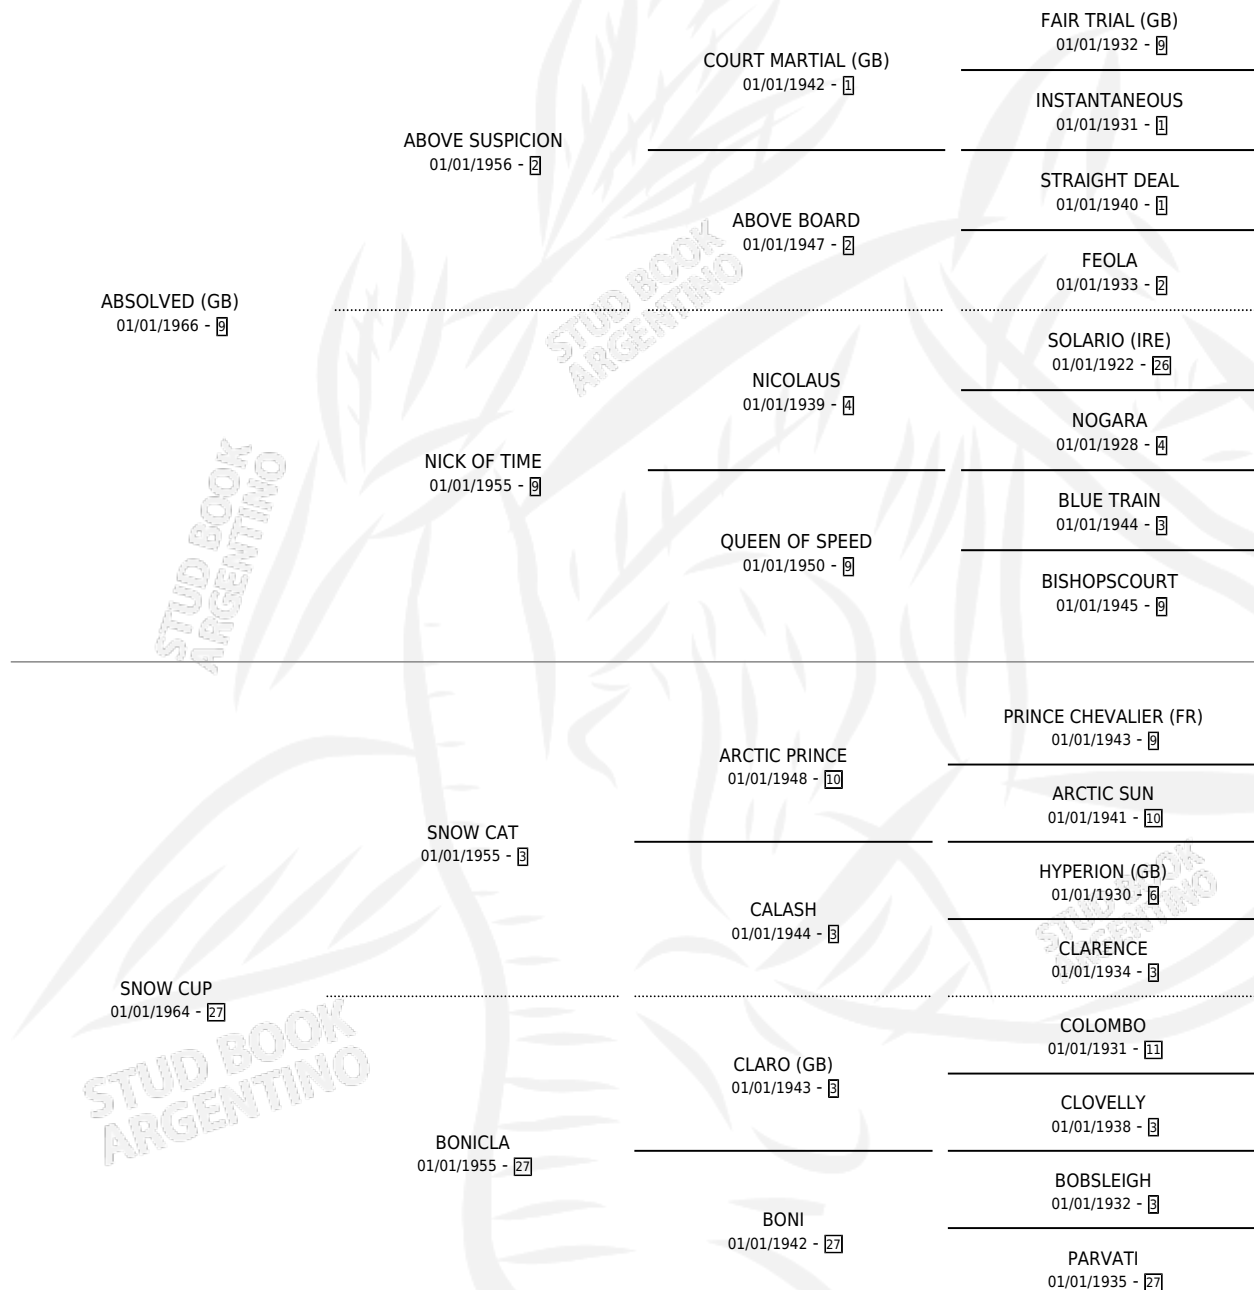 FAIR TRIAL (GB)
01/01/1932 - 9
COURT MARTIAL (GB)
01/01/1942 - 1
INSTANTANEOUS
01/01/1931 - 1
ABOVE SUSPICION
01/01/1956 - 2
STRAIGHT DEAL
01/01/1940 - 1
ABOVE BOARD
01/01/1947 - 2
FEOLA
01/01/1933 - 2
ABSOLVED (GB)
01/01/1966 - 9
SOLARIO (IRE)
01/01/1922 - 26
NICOLAUS
01/01/1939 - 4
NOGARA
01/01/1928 - 4
NICK OF TIME
01/01/1955 - 9
BLUE TRAIN
01/01/1944 - 3
QUEEN OF SPEED
01/01/1950 - 9
BISHOPSCOURT
01/01/1945 - 9
PRINCE CHEVALIER (FR)
01/01/1943 - 9
ARCTIC PRINCE
01/01/1948 - 10
ARCTIC SUN
01/01/1941 - 10
SNOW CAT
01/01/1955 - 3
HYPERION (GB)
01/01/1930 - 6
CALASH
01/01/1944 - 3
CLARENCE
01/01/1934 - 3
SNOW CUP
01/01/1964 - 27
COLOMBO
01/01/1931 - 11
CLARO (GB)
01/01/1943 - 3
CLOVELLY
01/01/1938 - 3
BONICLA
01/01/1955 - 27
BOBSLEIGH
01/01/1932 - 3
BONI
01/01/1942 - 27
PARVATI
01/01/1935 - 27
STUD BOOK
ARGENTINO
STUD BOOK
ARGENTINO
STUD BOOK
ARGENTINO
STUD BOOK
ARGENTINO